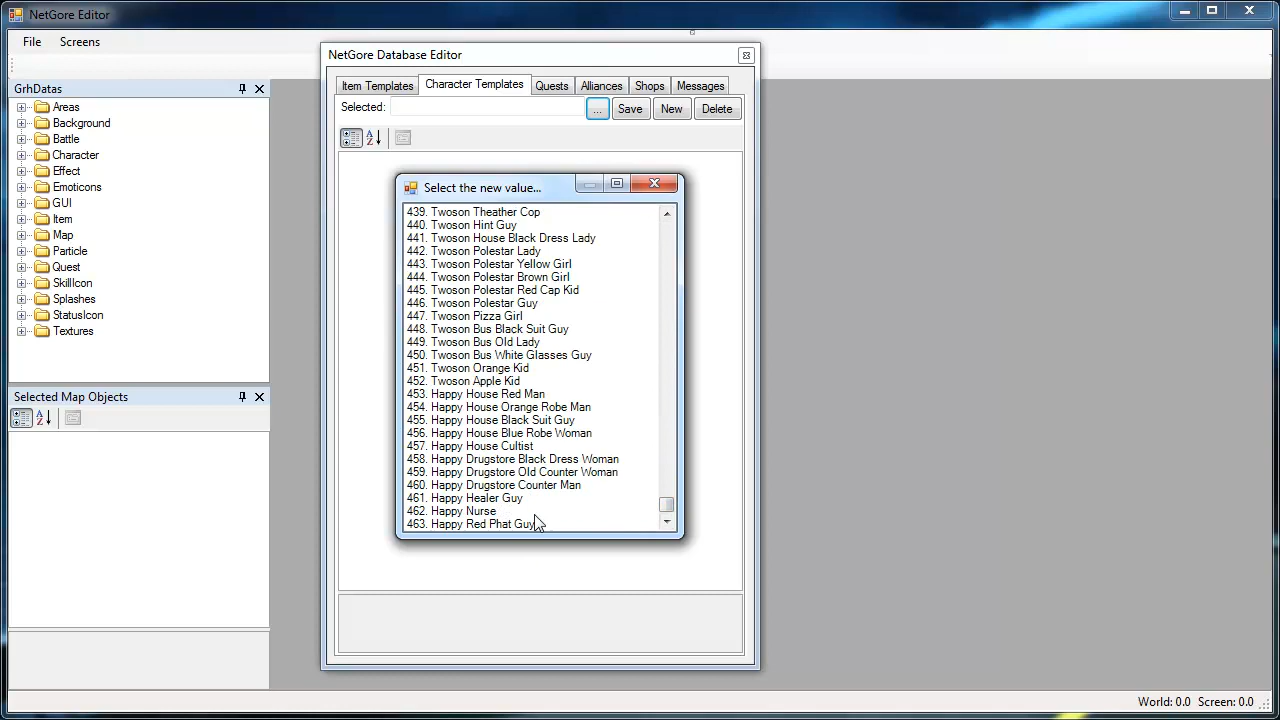 NetGore Editor
File Screens
GrhDatas
Areas
Background
Battle
Character
Effect
Emoticons
GUI
Item
Map
Particle
Quest
SkillIcon
Splashes
StatusIcon
Textures
Selected Map Objects
NetGore Database Editor
Item Templates Character Templates Quests Alliances Shops Messages
Selected: ... Save New Delete
Select the new value...
439. Twoson Theather Cop
440. Twoson Hint Guy
441. Twoson House Black Dress Lady
442. Twoson Polestar Lady
443. Twoson Polestar Yellow Girl
444. Twoson Polestar Brown Girl
445. Twoson Polestar Red Cap Kid
446. Twoson Polestar Guy
447. Twoson Pizza Girl
448. Twoson Bus Black Suit Guy
449. Twoson Bus Old Lady
450. Twoson Bus White Glasses Guy
451. Twoson Orange Kid
452. Twoson Apple Kid
453. Happy House Red Man
454. Happy House Orange Robe Man
455. Happy House Black Suit Guy
456. Happy House Blue Robe Woman
457. Happy House Cultist
458. Happy Drugstore Black Dress Woman
459. Happy Drugstore Old Counter Woman
460. Happy Drugstore Counter Man
461. Happy Healer Guy
462. Happy Nurse
463. Happy Red Phat Guy
World: 0.0 Screen: 0.0